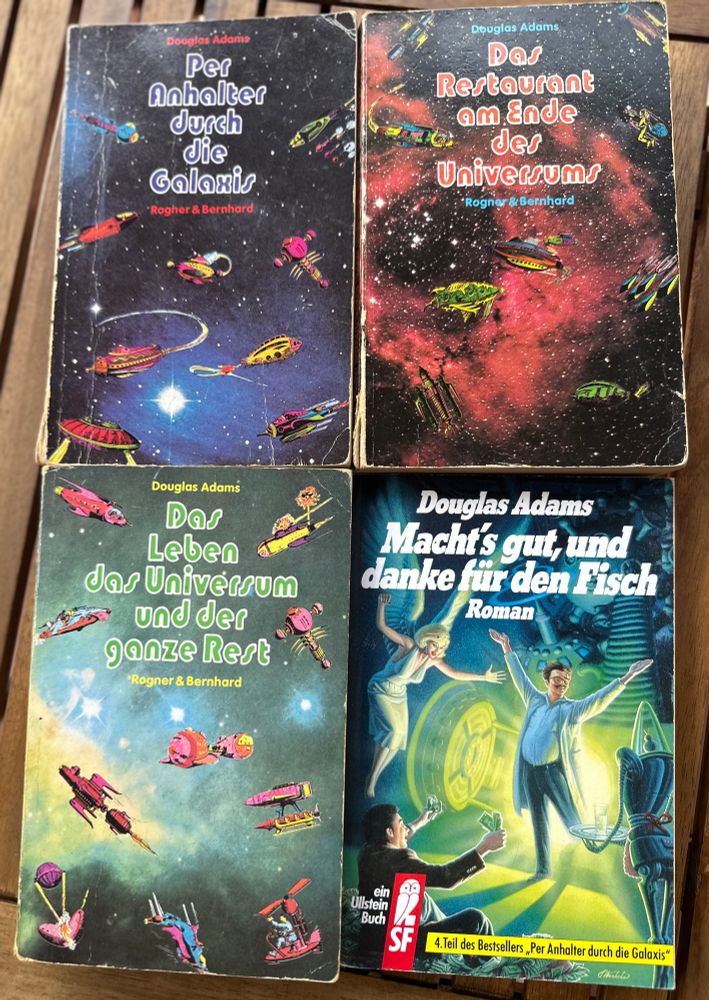 Douglas Adams
Per
Anhalter
durch
die
Galaxis
Rogner & Bernhard
Douglas Adams
Das
Restaurant
am Ende
des
Universums
Rogner & Bernhard
Douglas Adams
Das
Leben
das Universum
und der
ganze Rest
Rogner & Bernhard
Douglas Adams
Macht's gut, und
danke für den Fisch
Roman
ein
Ullstein
Buch
SF
4. Teil des Bestsellers „Per Anhalter durch die Galaxis"